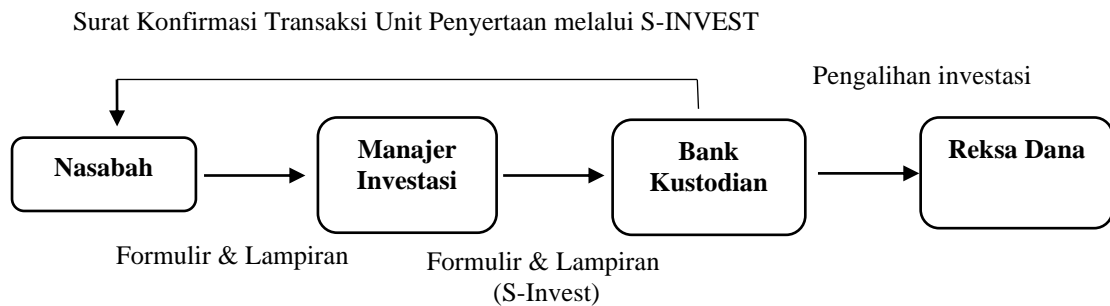 Surat Konfirmasi Transaksi Unit Penyertaan melalui S-INVEST
Pengalihan investasi
Nasabah
Manajer
Investasi
Bank
Kustodian
Reksa Dana
Formulir & Lampiran
Formulir & Lampiran
(S-Invest)